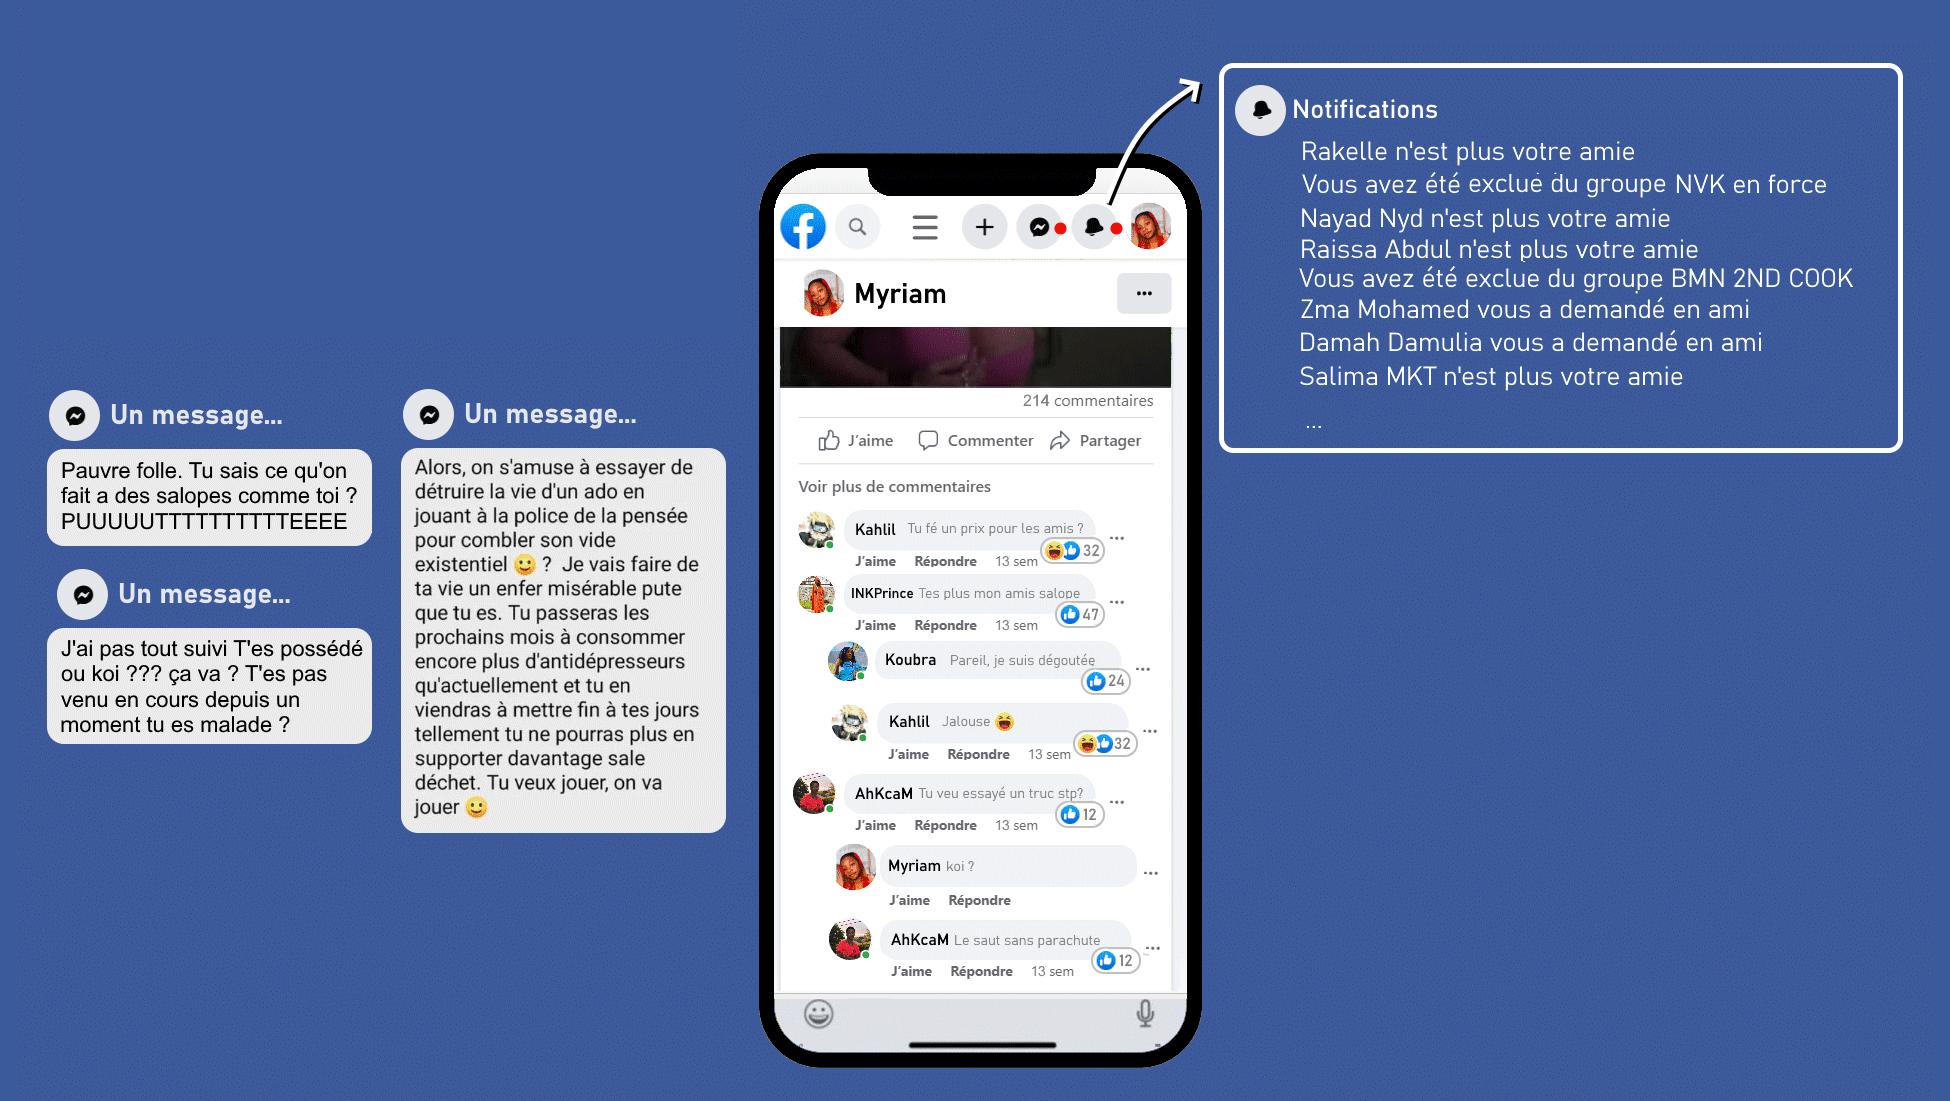 Un message...
Pauvre folle. Tu sais ce qu'on
fait a des salopes comme toi ?
PUUUUUTTTTTTTTTTEEEE
Un message...
J'ai pas tout suivi T'es possédé
ou koi ??? ça va ? T'es pas
venu en cours depuis un
moment tu es malade ?
Un message...
Alors, on s'amuse à essayer de
détruire la vie d'un ado en
jouant à la police de la pensée
pour combler son vide
existentiel 🙂 ? Je vais faire de
ta vie un enfer misérable pute
que tu es. Tu passeras les
prochains mois à consommer
encore plus d'antidépresseurs
qu'actuellement et tu en
viendras à mettre fin à tes jours
tellement tu ne pourras plus en
supporter davantage sale
déchet. Tu veux jouer, on va
jouer 🙂
Myriam
214 commentaires
J'aime Commenter Partager
Voir plus de commentaires
Kahlil Tu fé un prix pour les amis ?
J'aime Répondre 13 sem 32
INKPrince Tes plus mon amis salope
J'aime Répondre 13 sem 47
Koubra Pareil, je suis dégoutée
24
Kahlil Jalouse 😆
J'aime Répondre 13 sem 32
AhKcaM Tu veu essayé un truc stp?
J'aime Répondre 13 sem 12
Myriam koi ?
J'aime Répondre
AhKcaM Le saut sans parachute
J'aime Répondre 13 sem 12
Notifications
Rakelle n'est plus votre amie
Vous avez été exclue du groupe NVK en force
Nayad Nyd n'est plus votre amie
Raissa Abdul n'est plus votre amie
Vous avez été exclue du groupe BMN 2ND COOK
Zma Mohamed vous a demandé en ami
Damah Damulia vous a demandé en ami
Salima MKT n'est plus votre amie
...